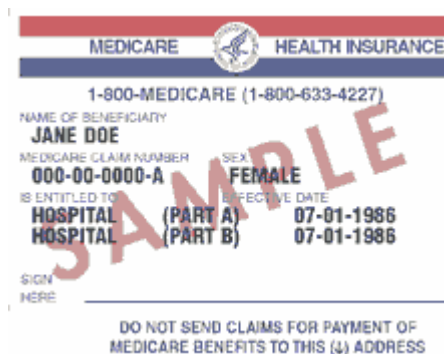 MEDICARE HEALTH INSURANCE
1-800-MEDICARE (1-800-633-4227)
NAME OF BENEFICIARY
JANE DOE
MEDICARE CLAIM NUMBER SEX
000-00-0000-A FEMALE
IS ENTITLED TO EFFECTIVE DATE
HOSPITAL (PART A) 07-01-1986
HOSPITAL (PART B) 07-01-1986
SAMPLE
SIGN
HERE
DO NOT SEND CLAIMS FOR PAYMENT OF
MEDICARE BENEFITS TO THIS (↓) ADDRESS